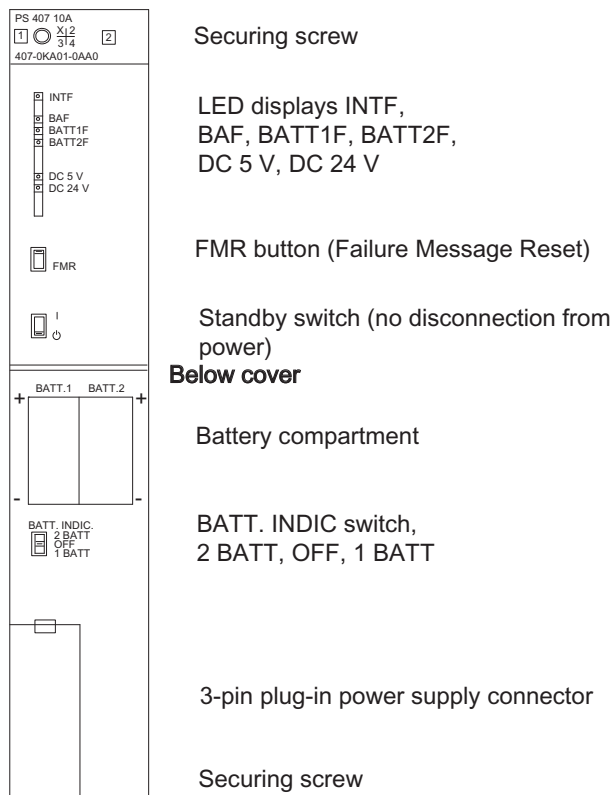 PS 407 10A
1 X 2 2
3 4
407-0KA01-0AA0
Securing screw
INTF
BAF
BATT1F
BATT2F
DC 5 V
DC 24 V
LED displays INTF,
BAF, BATT1F, BATT2F,
DC 5 V, DC 24 V
FMR
FMR button (Failure Message Reset)
I
Standby switch (no disconnection from
power)
Below cover
BATT.1 BATT.2
+ +
Battery compartment
- -
BATT. INDIC.
2 BATT
OFF
1 BATT
BATT. INDIC switch,
2 BATT, OFF, 1 BATT
3-pin plug-in power supply connector
Securing screw